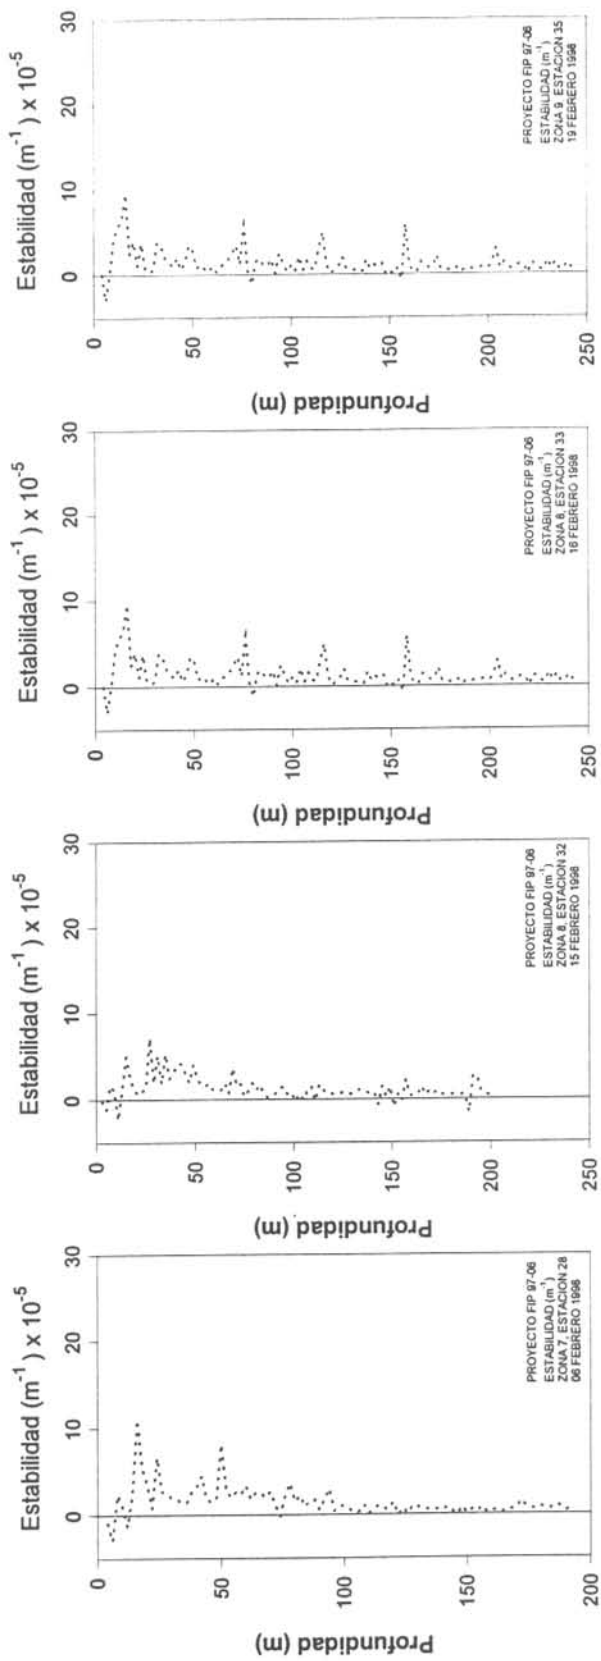 Estabilidad (m⁻¹) x 10⁻⁵
0 10 20 30
Profundidad (m)
0
50
100
150
200
PROYECTO FIP 97-06
ESTABILIDAD (m⁻¹)
ZONA 7, ESTACION 28
06 FEBRERO 1998
Estabilidad (m⁻¹) x 10⁻⁵
0 10 20 30
Profundidad (m)
0
50
100
150
200
250
PROYECTO FIP 97-06
ESTABILIDAD (m⁻¹)
ZONA 8, ESTACION 32
15 FEBRERO 1998
Estabilidad (m⁻¹) x 10⁻⁵
0 10 20 30
Profundidad (m)
0
50
100
150
200
250
PROYECTO FIP 97-06
ESTABILIDAD (m⁻¹)
ZONA 8, ESTACION 33
16 FEBRERO 1998
Estabilidad (m⁻¹) x 10⁻⁵
0 10 20 30
Profundidad (m)
0
50
100
150
200
250
PROYECTO FIP 97-06
ESTABILIDAD (m⁻¹)
ZONA 9, ESTACION 35
19 FEBRERO 1998